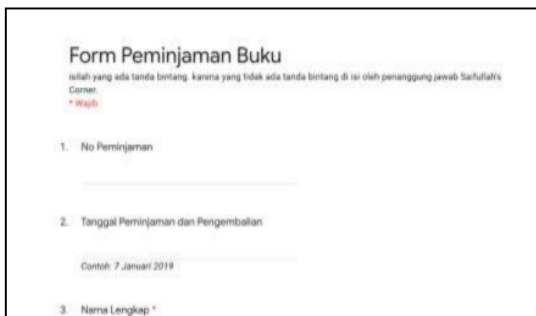 Form Peminjaman Buku
isilah yang ada tanda bintang. karena yang tidak ada tanda bintang di isi oleh penanggung jawab Saifullah's
Corner.
* Wajib
1. No Peminjaman
2. Tanggal Peminjaman dan Pengembalian
Contoh: 7 Januari 2019
3. Nama Lengkap *